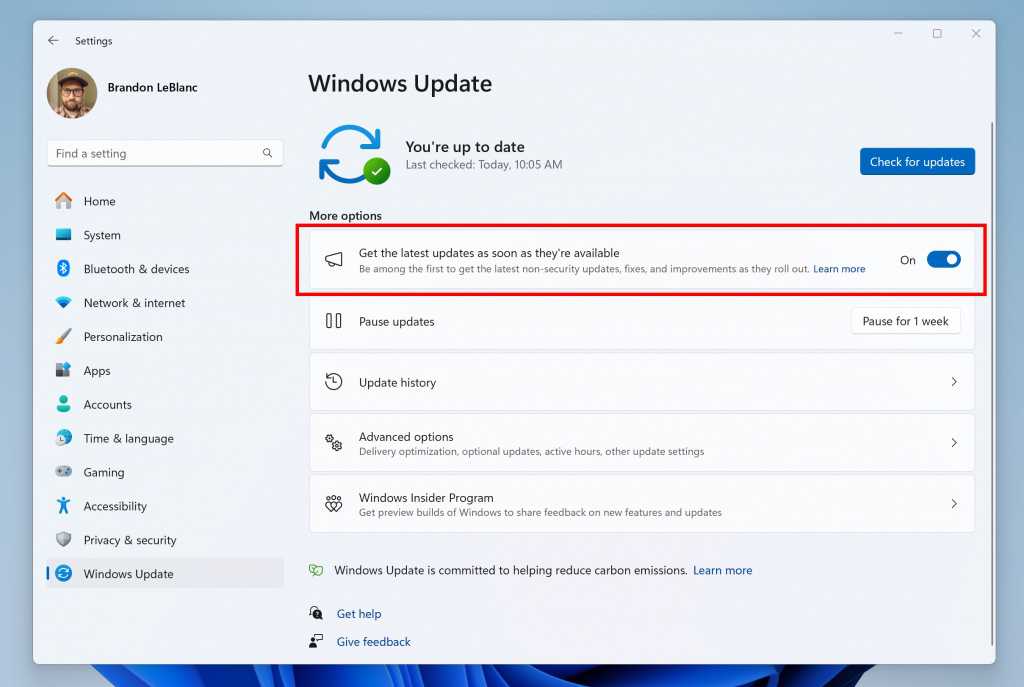 Settings
Brandon LeBlanc
Find a setting
Home
System
Bluetooth & devices
Network & internet
Personalization
Apps
Accounts
Time & language
Gaming
Accessibility
Privacy & security
Windows Update
Windows Update
You're up to date
Last checked: Today, 10:05 AM
Check for updates
More options
Get the latest updates as soon as they're available
Be among the first to get the latest non-security updates, fixes, and improvements as they roll out. Learn more
On
Pause updates
Pause for 1 week
Update history
Advanced options
Delivery optimization, optional updates, active hours, other update settings
Windows Insider Program
Get preview builds of Windows to share feedback on new features and updates
Windows Update is committed to helping reduce carbon emissions. Learn more
Get help
Give feedback